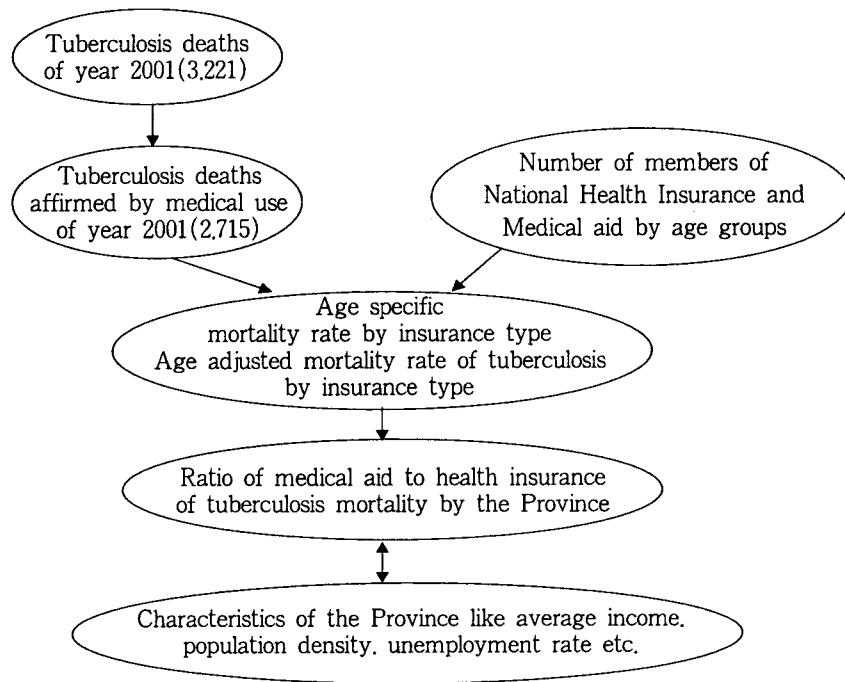 Tuberculosis deaths
of year 2001(3,221)
Tuberculosis deaths
affirmed by medical use
of year 2001(2,715)
Number of members of
National Health Insurance and
Medical aid by age groups
Age specific
mortality rate by insurance type
Age adjusted mortality rate of tuberculosis
by insurance type
Ratio of medical aid to health insurance
of tuberculosis mortality by the Province
Characteristics of the Province like average income,
population density, unemployment rate etc.